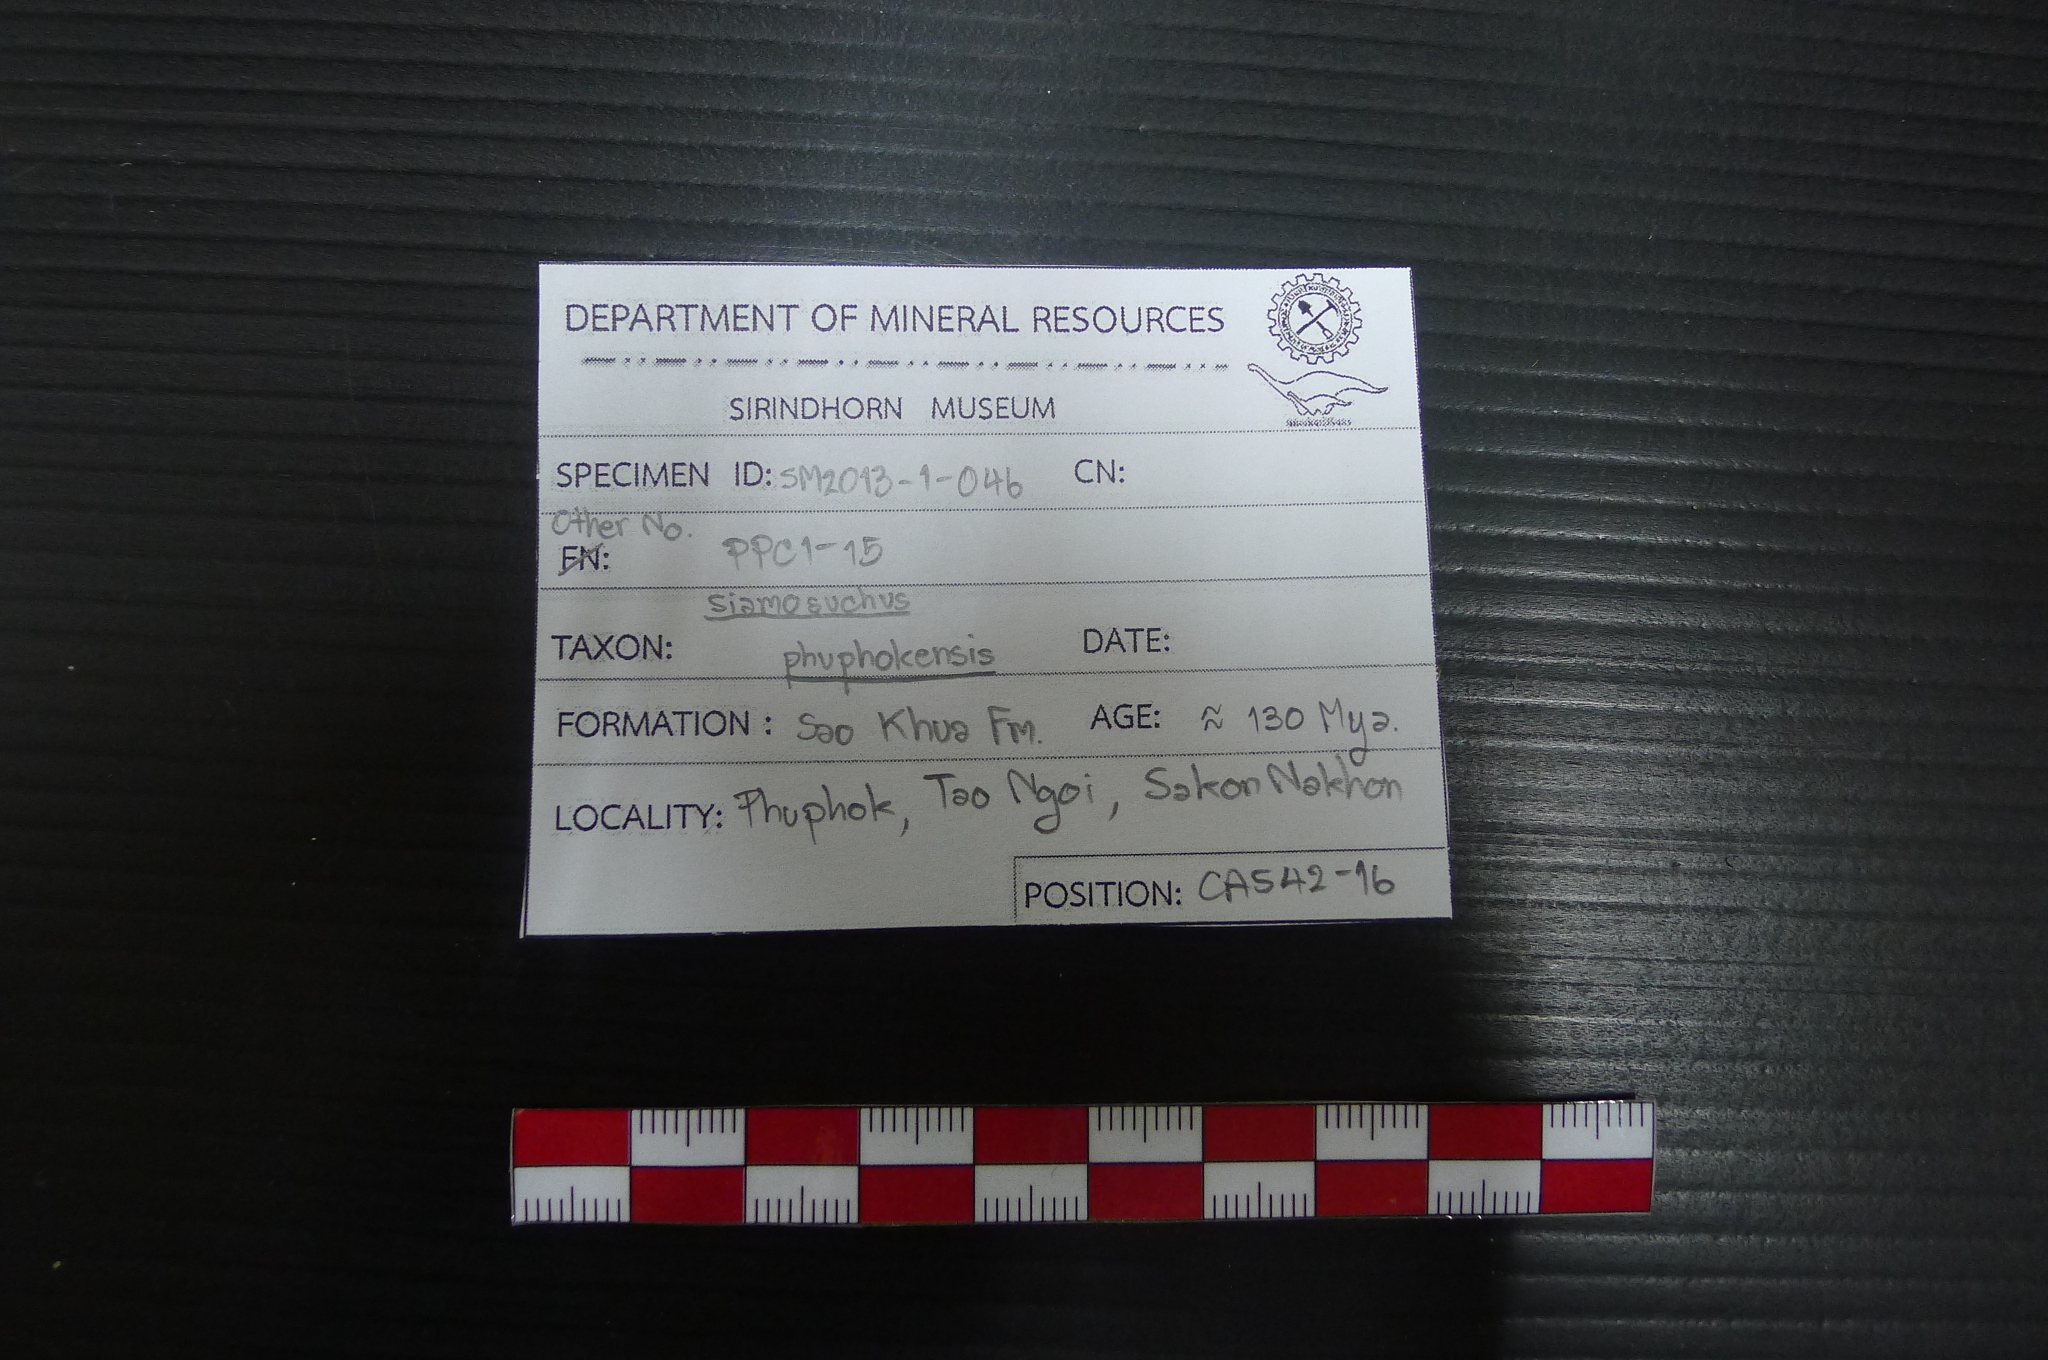 DEPARTMENT OF MINERAL RESOURCES
SIRINDHORN MUSEUM
SPECIMEN ID: SM2013-1-046 CN:
Other No.
EN: PPC1-15
Siamosuchus
TAXON: phuphokensis DATE:
FORMATION : Sao Khua Fm. AGE: ≈ 130 Mya.
LOCALITY: Phuphok, Tao Ngoi, Sakon Nakhon
POSITION: CA542-16